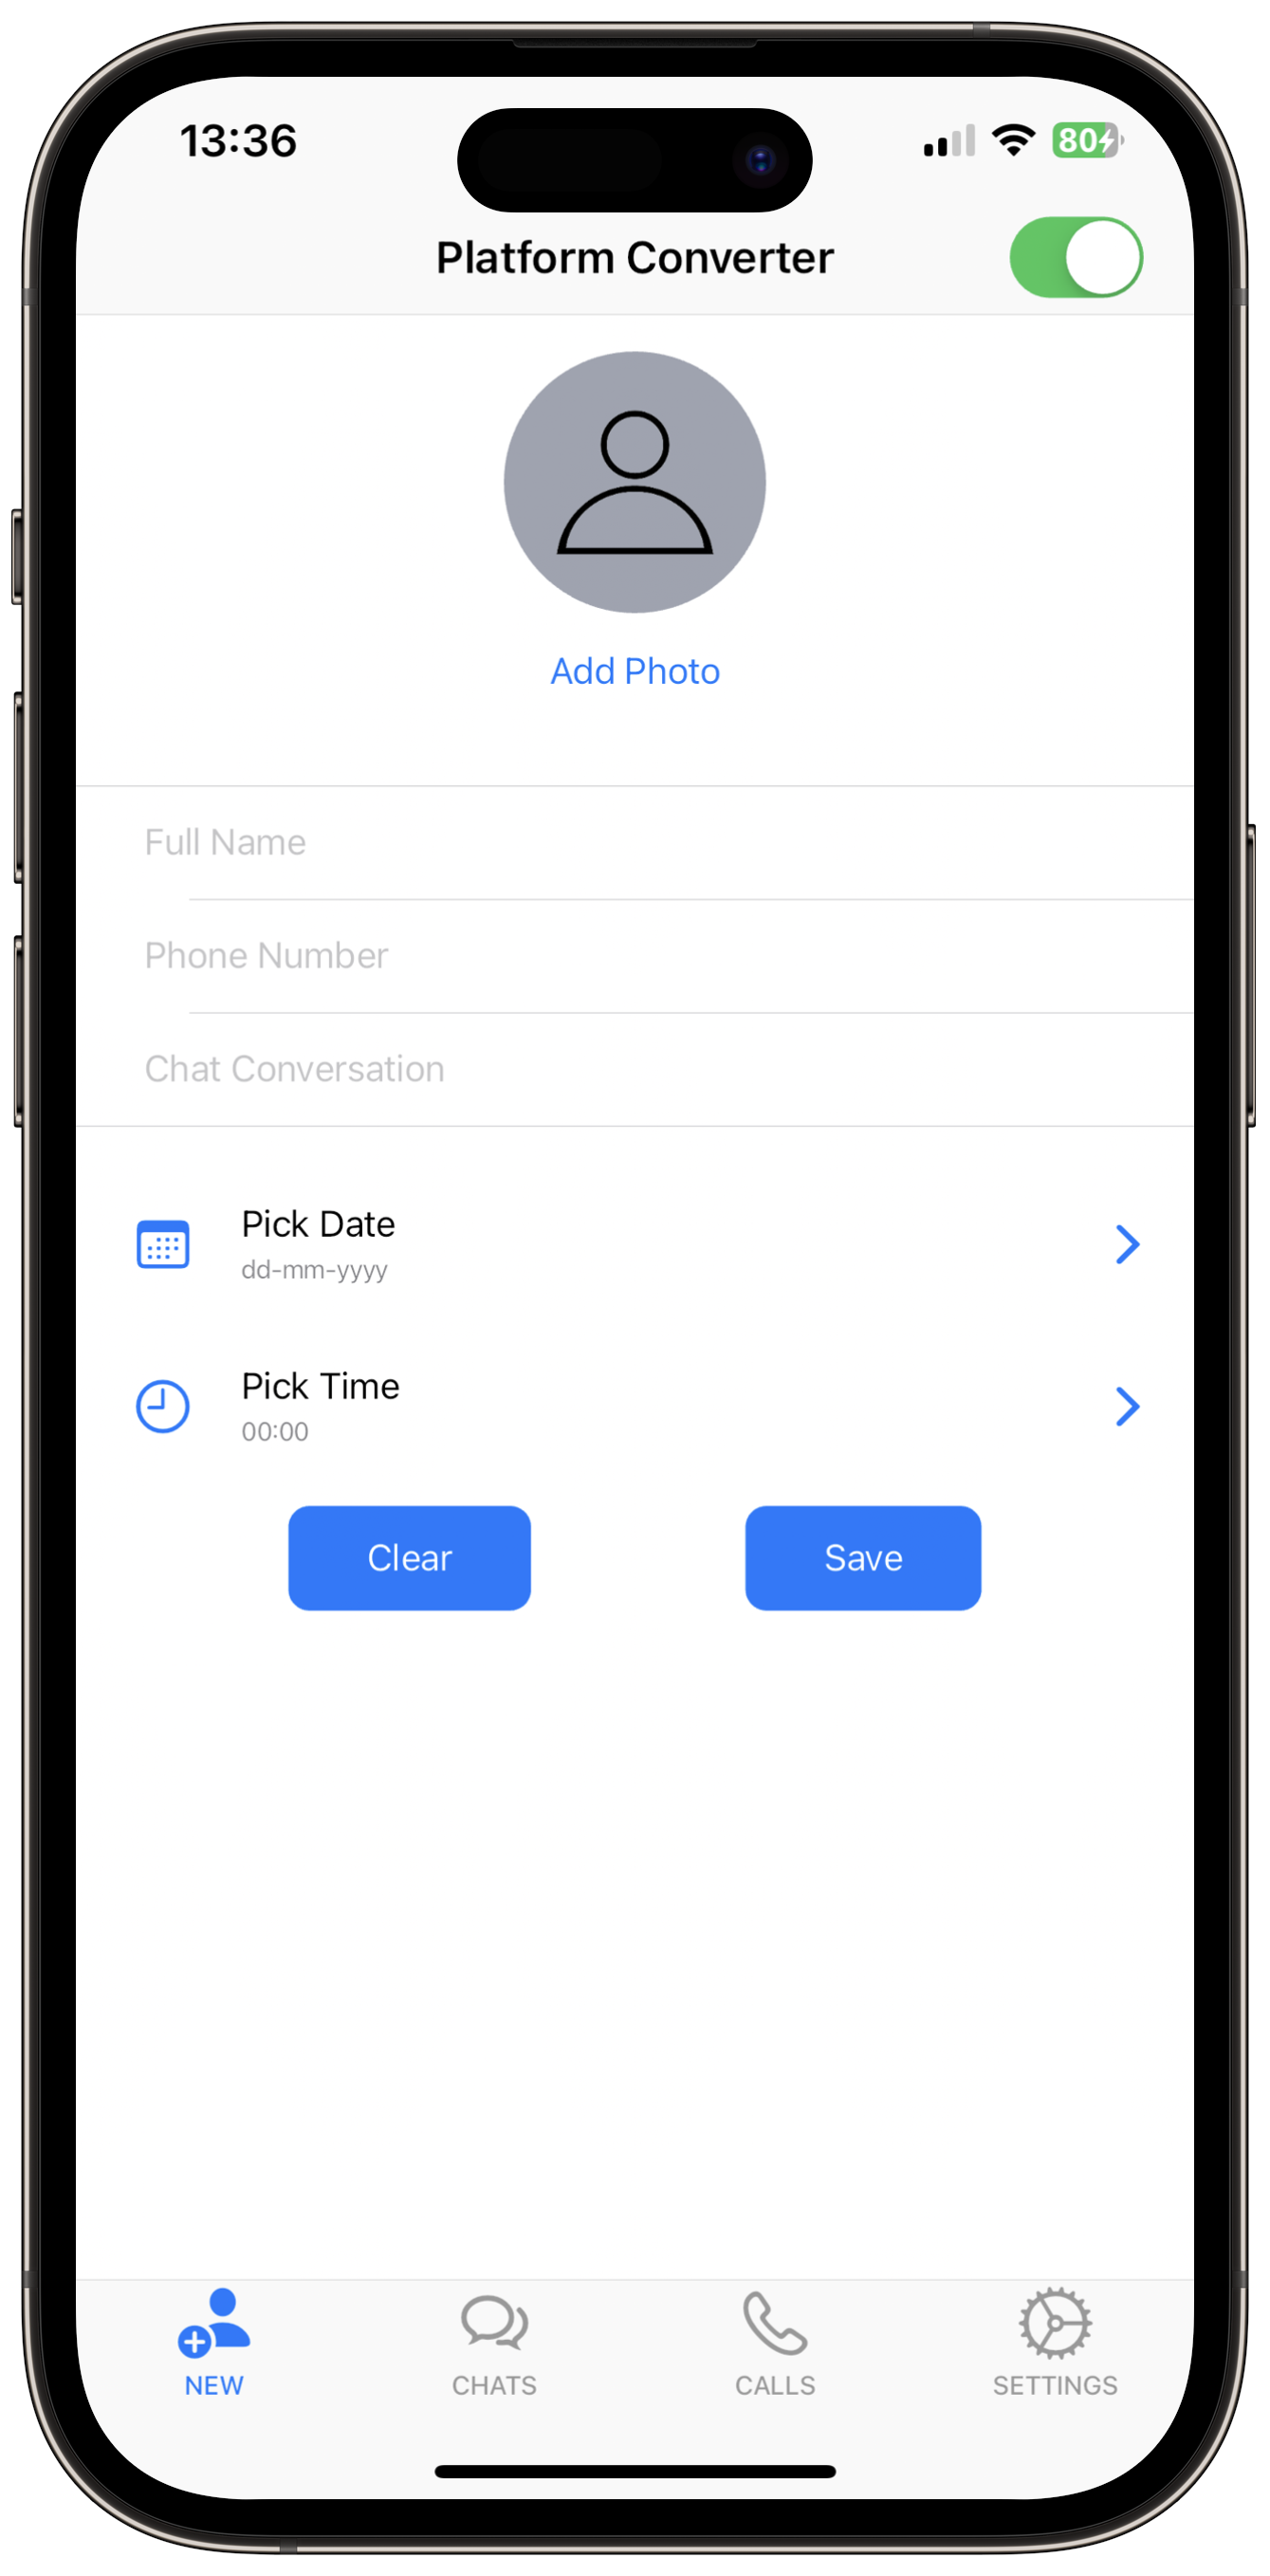 13:36
80
Platform Converter
Add Photo
Full Name
Phone Number
Chat Conversation
Pick Date
dd-mm-yyyy
Pick Time
00:00
Clear Save
NEW CHATS CALLS SETTINGS